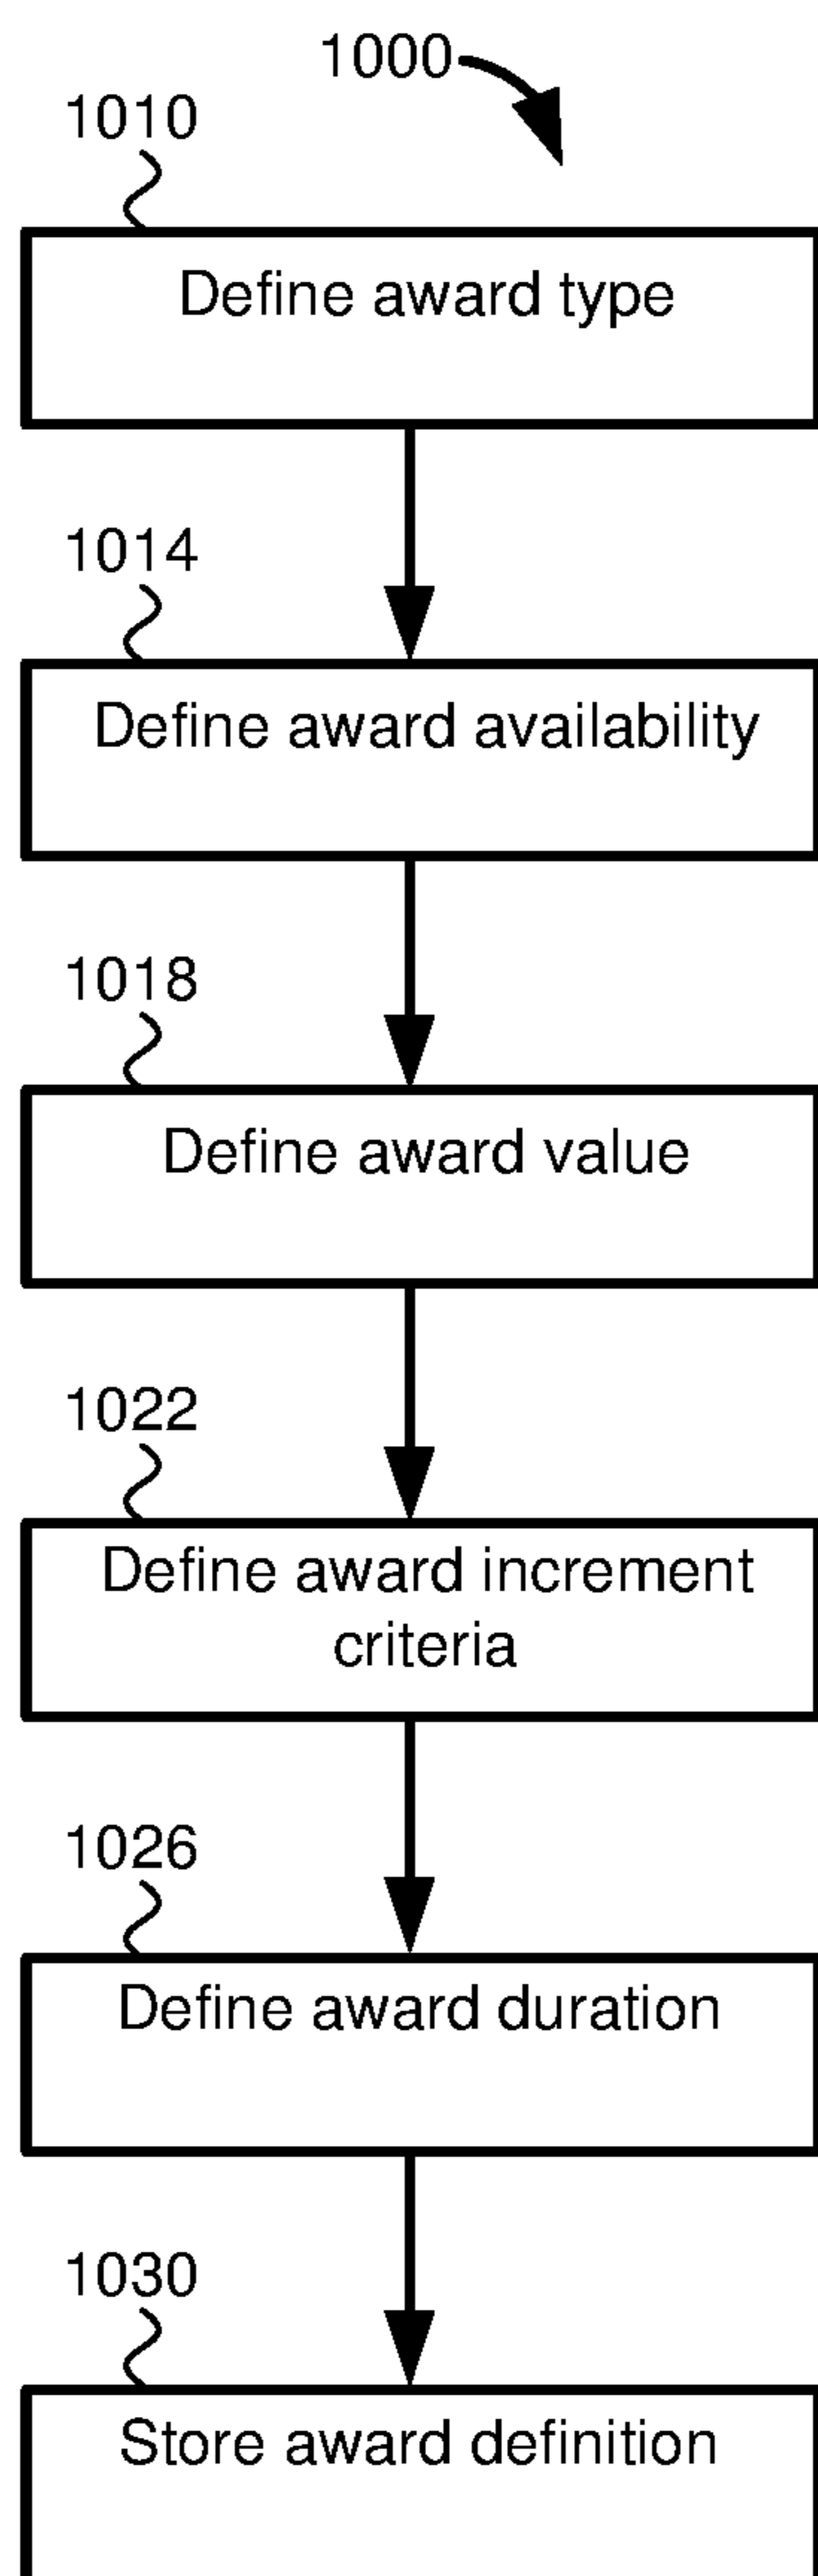 1000
1010
Define award type
1014
Define award availability
1018
Define award value
1022
Define award increment
criteria
1026
Define award duration
1030
Store award definition